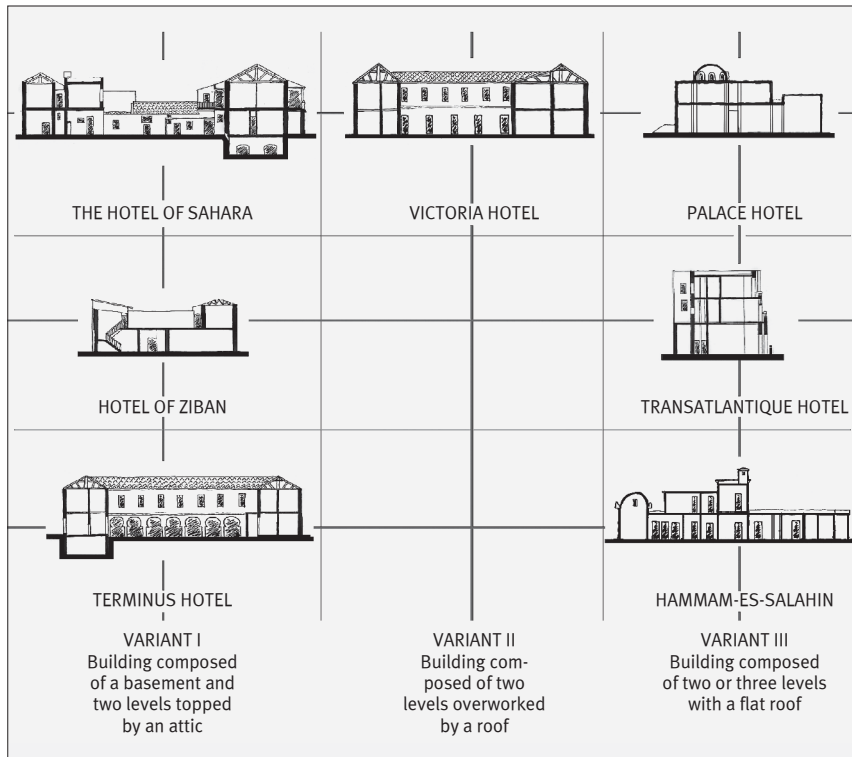 THE HOTEL OF SAHARA
VICTORIA HOTEL
PALACE HOTEL
HOTEL OF ZIBAN
TRANSATLANTIQUE HOTEL
TERMINUS HOTEL
HAMMAM-ES-SALAHIN
VARIANT I
Building composed
of a basement and
two levels topped
by an attic
VARIANT II
Building com-
posed of two
levels overworked
by a roof
VARIANT III
Building composed
of two or three levels
with a flat roof